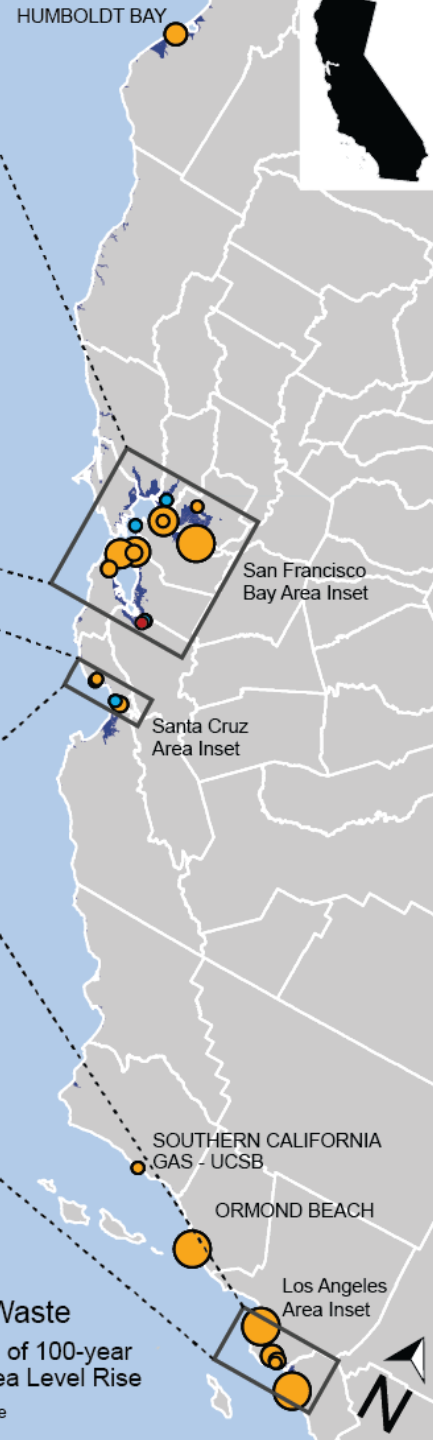 HUMBOLDT BAY
San Francisco
Bay Area Inset
Santa Cruz
Area Inset
SOUTHERN CALIFORNIA
GAS - UCSB
ORMOND BEACH
Los Angeles
Area Inset
Waste
of 100-year
ea Level Rise
e
N